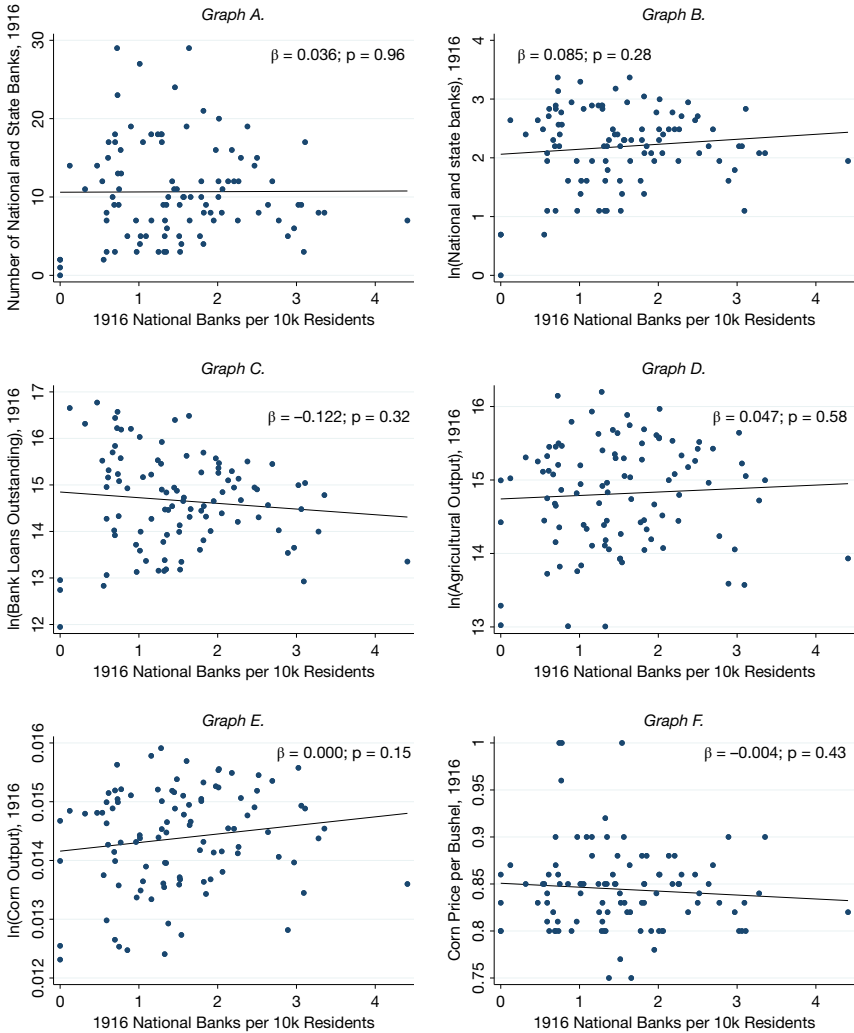 Graph A.
Number of National and State Banks, 1916
β = 0.036; p = 0.96
30
20
10
0
0 1 2 3 4
1916 National Banks per 10k Residents
Graph B.
ln(National and state banks), 1916
β = 0.085; p = 0.28
4
3
2
1
0
0 1 2 3 4
1916 National Banks per 10k Residents
Graph C.
ln(Bank Loans Outstanding), 1916
β = −0.122; p = 0.32
17
16
15
14
13
12
0 1 2 3 4
1916 National Banks per 10k Residents
Graph D.
ln(Agricultural Output), 1916
β = 0.047; p = 0.58
16
15
14
13
0 1 2 3 4
1916 National Banks per 10k Residents
Graph E.
ln(Corn Output), 1916
β = 0.000; p = 0.15
0.016
0.015
0.014
0.013
0.012
0 1 2 3 4
1916 National Banks per 10k Residents
Graph F.
Corn Price per Bushel, 1916
β = −0.004; p = 0.43
1
0.95
0.9
0.85
0.8
0.75
0 1 2 3 4
1916 National Banks per 10k Residents